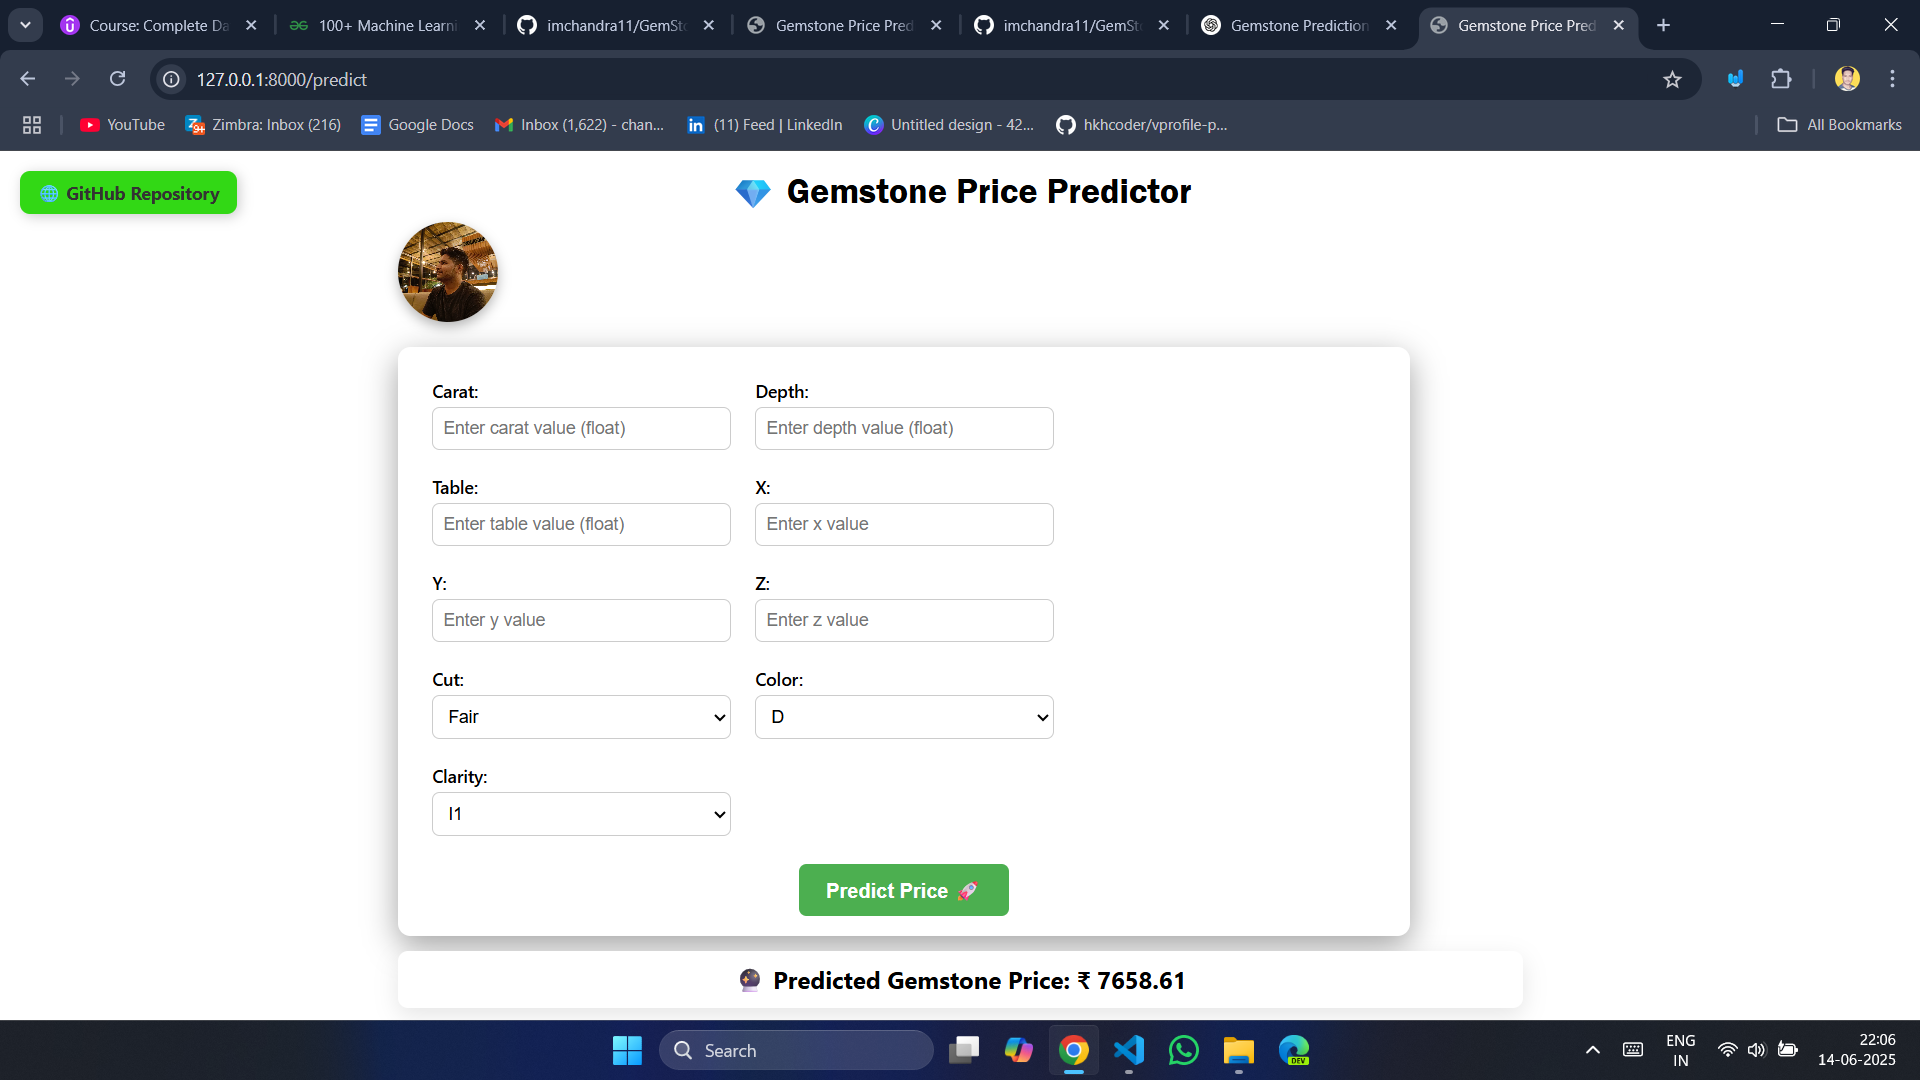 Course: Complete Da
100+ Machine Learni
imchandra11/GemSto
Gemstone Price Pred
imchandra11/GemSto
Gemstone Prediction
Gemstone Price Pred
127.0.0.1:8000/predict
YouTube
Zimbra: Inbox (216)
Google Docs
Inbox (1,622) - chan...
(11) Feed | LinkedIn
Untitled design - 42...
hkhcoder/vprofile-p...
All Bookmarks
GitHub Repository
Gemstone Price Predictor
Carat:
Depth:
Enter carat value (float)
Enter depth value (float)
Table:
X:
Enter table value (float)
Enter x value
Y:
Z:
Enter y value
Enter z value
Cut:
Color:
Fair
D
Clarity:
I1
Predict Price
Predicted Gemstone Price: ₹ 7658.61
Search
DEV
ENG
IN
22:06
14-06-2025